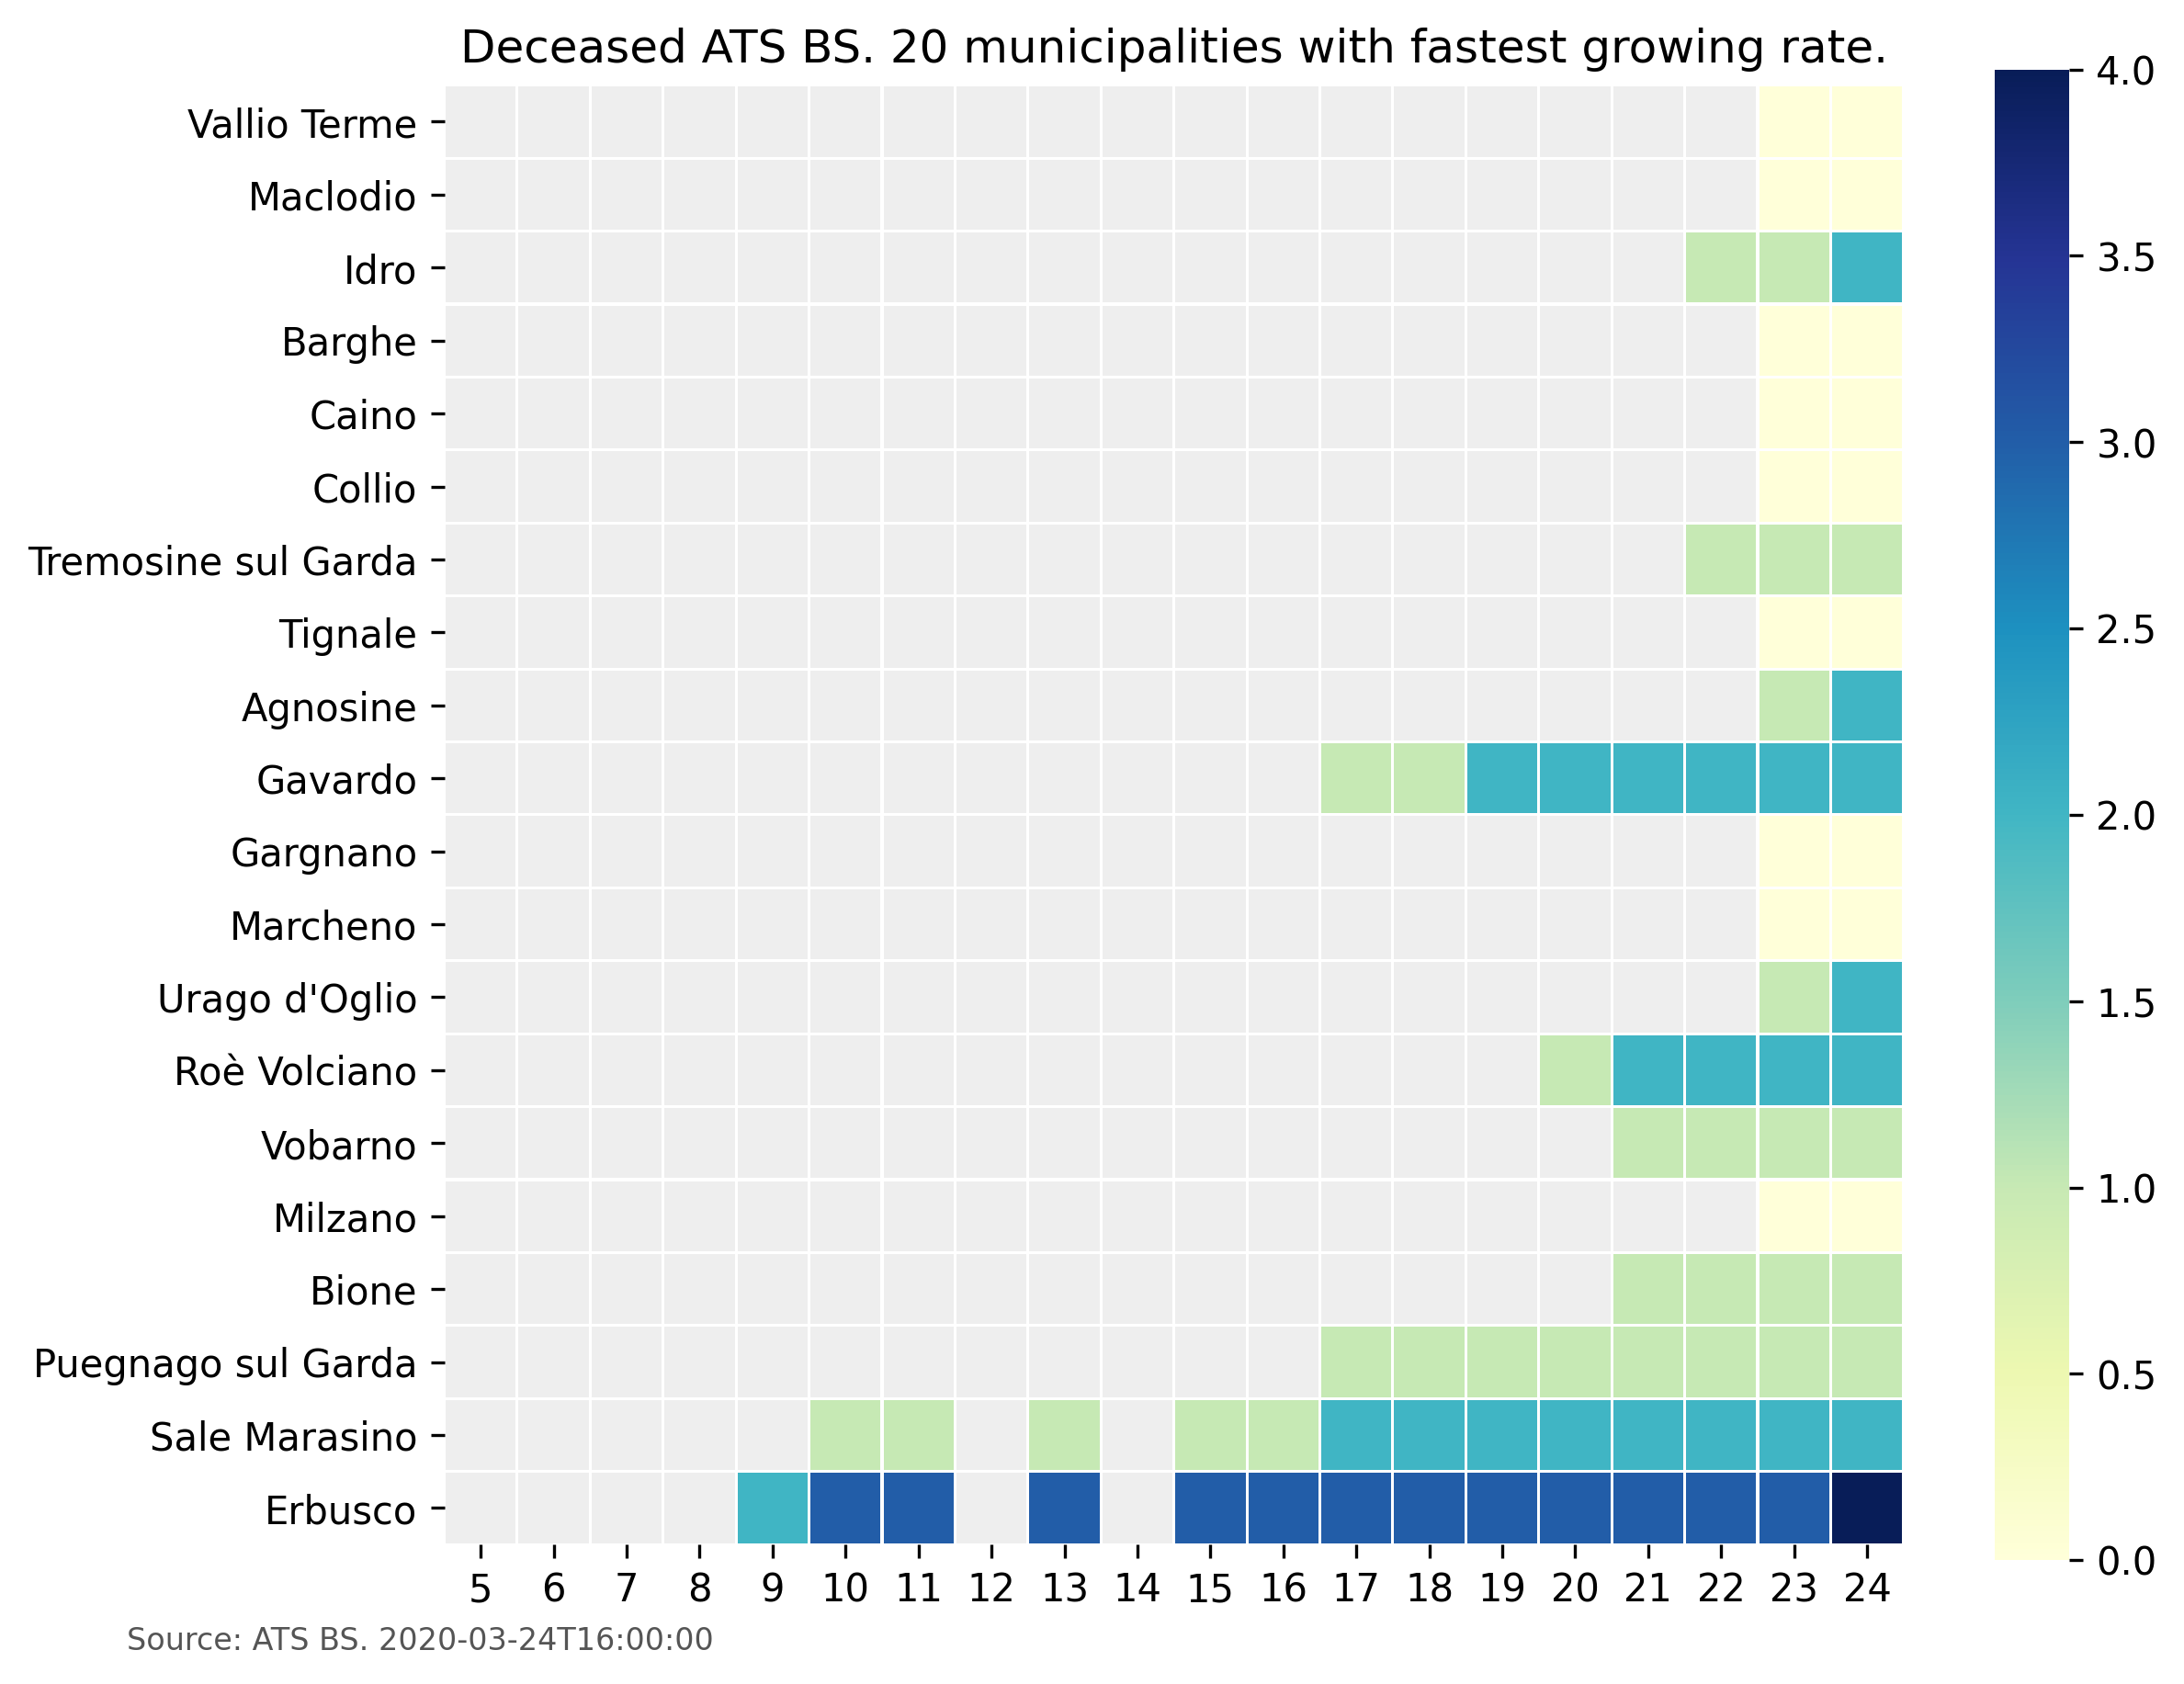 Deceased ATS BS. 20 municipalities with fastest growing rate.
Vallio Terme
Maclodio
Idro
Barghe
Caino
Collio
Tremosine sul Garda
Tignale
Agnosine
Gavardo
Gargnano
Marcheno
Urago d'Oglio
Roè Volciano
Vobarno
Milzano
Bione
Puegnago sul Garda
Sale Marasino
Erbusco
5 6 7 8 9 10 11 12 13 14 15 16 17 18 19 20 21 22 23 24
4.0
3.5
3.0
2.5
2.0
1.5
1.0
0.5
0.0
Source: ATS BS. 2020-03-24T16:00:00